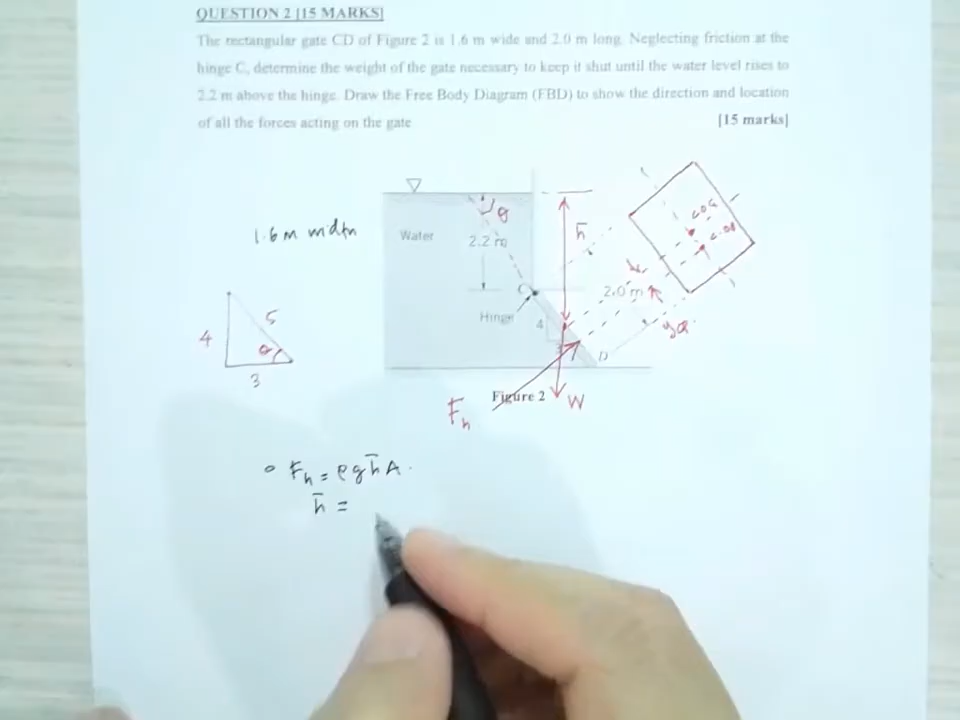 QUESTION 2 [15 MARKS]
The rectangular gate CD of Figure 2 is 1.6 m wide and 2.0 m long. Neglecting friction at the
hinge C, determine the weight of the gate necessary to keep it shut until the water level rises to
2.2 m above the hinge. Draw the Free Body Diagram (FBD) to show the direction and location
of all the forces acting on the gate
[15 marks]
1.6 m
Water
θ
2.2 m
h̄
C
Hinge
4
3
D
2.0 m
C.O.G
C.O.P
Fh
Figure 2
W
4
5
θ
3
Fh = ρg h̄ A.
h̄ =